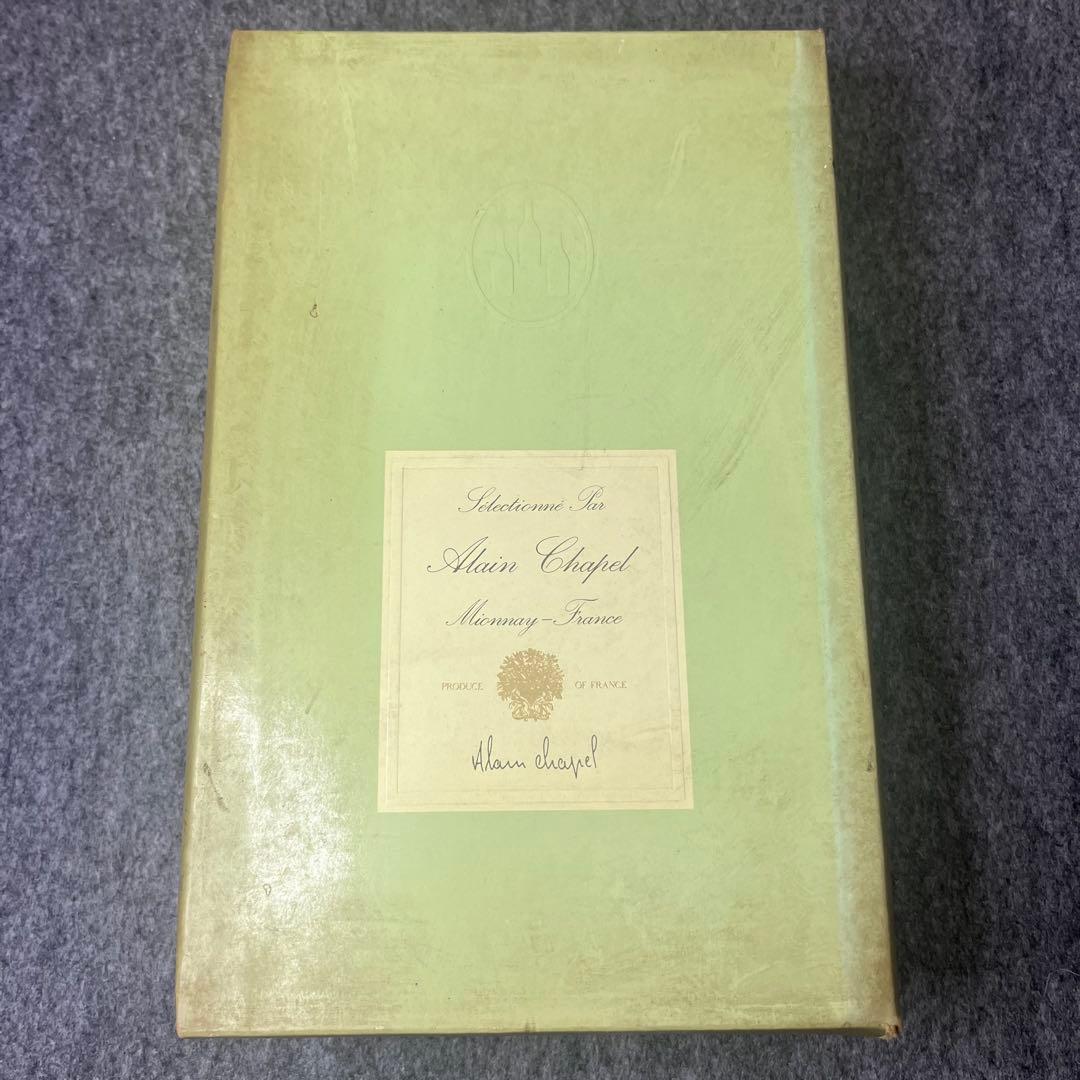 Sélectionné Par
Alain Chapel
Mionnay-France
PRODUCE OF FRANCE
Alain Chapel